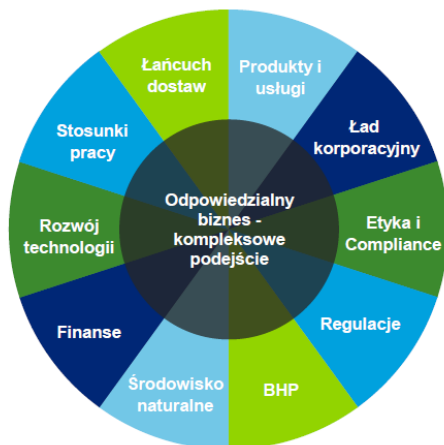 Łańcuch
dostaw
Produkty i
usługi
Ład
korporacyjny
Etyka i
Compliance
Regulacje
BHP
Środowisko
naturalne
Finanse
Rozwój
technologii
Stosunki
pracy
Odpowiedzialny
biznes -
kompleksowe
podejście